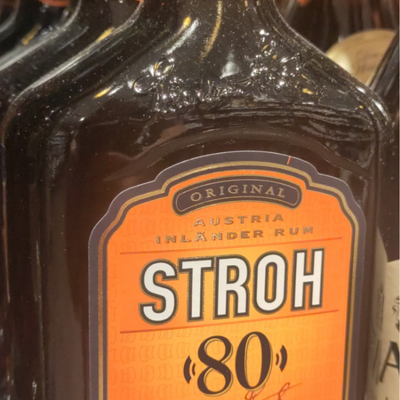 ORIGINAL
AUSTRIA
INLÄNDER RUM
STROH
80